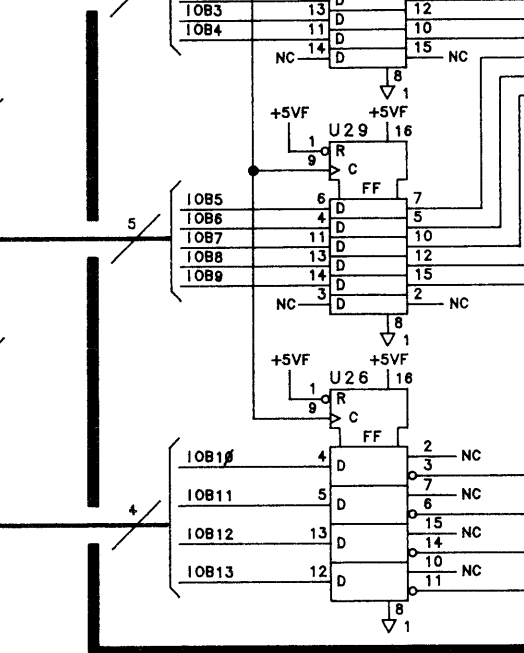 IOB3 13 D 12
IOB4 11 D 10
NC 14 D 15 NC
8
1
+5VF +5VF
U29 16
1 R
9 C
FF
IOB5 6 D 7
IOB6 4 D 5
IOB7 11 D 10
IOB8 13 D 12
IOB9 14 D 15
NC 3 D 2 NC
5
8
1
+5VF +5VF
U26 16
1 R
9 C
FF
IOB10 4 D 2 NC
3
IOB11 5 D 7 NC
6
4
IOB12 13 D 15 NC
14
IOB13 12 D 10 NC
11
8
1